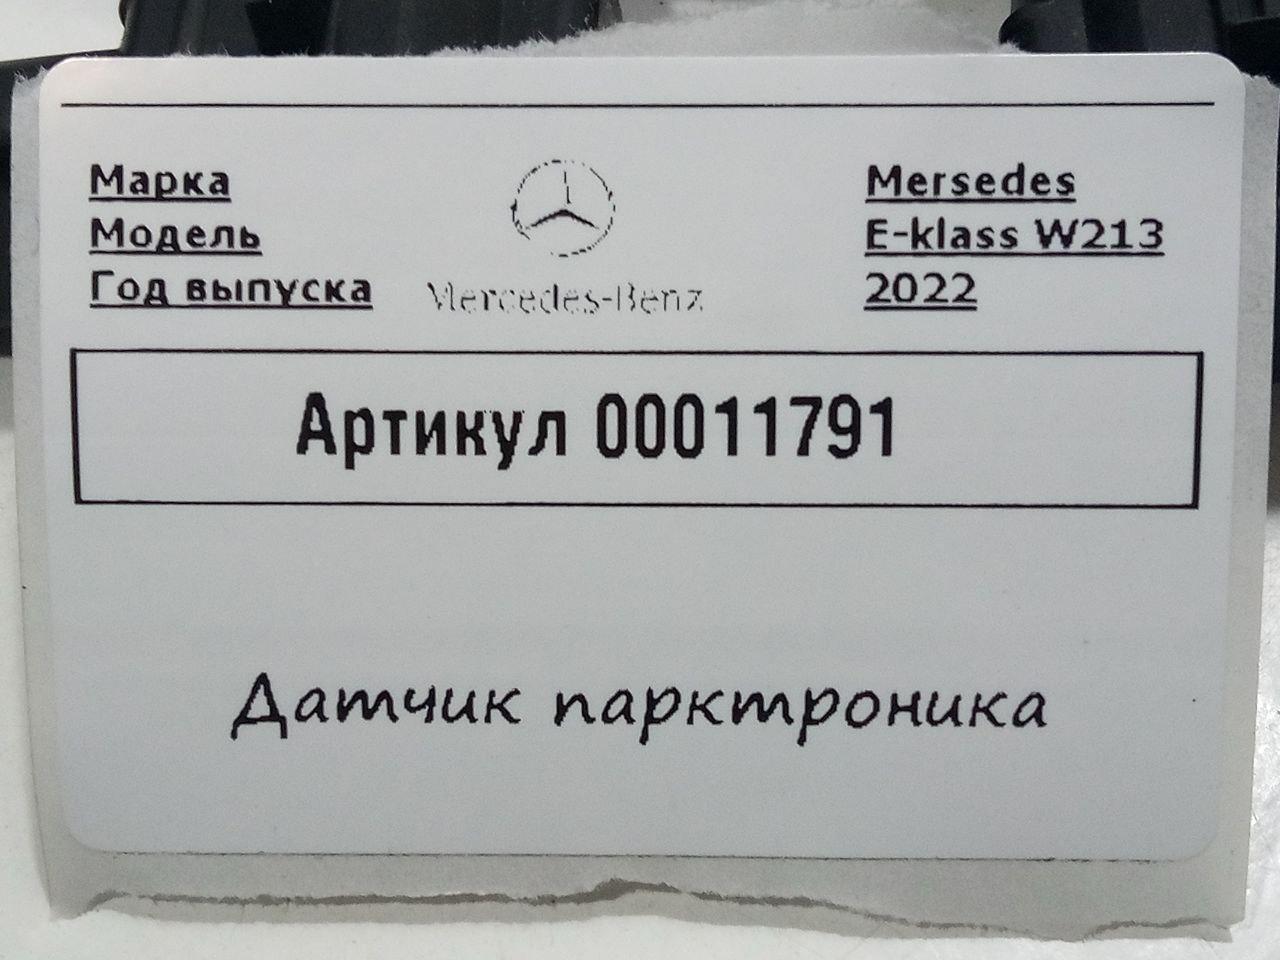 Марка
Модель
Год выпуска
Mercedes-Benz
Mersedes
E-klass W213
2022
Артикул 00011791
Датчик парктроника